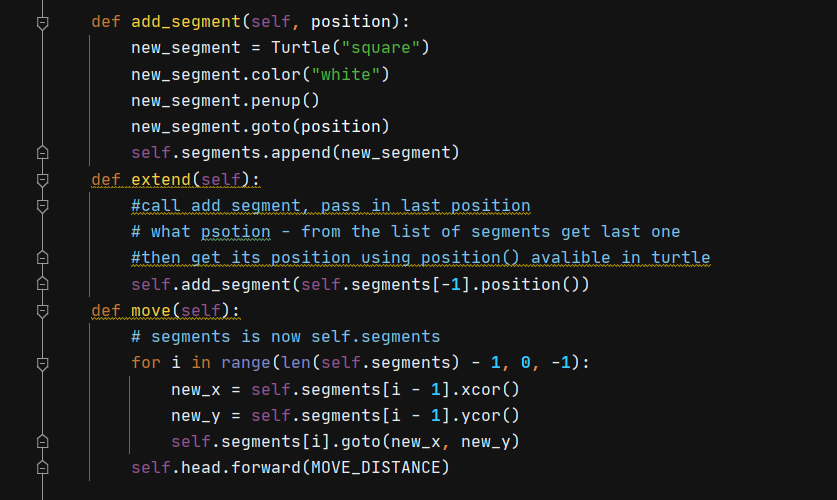 def add_segment(self, position):
    new_segment = Turtle("square")
    new_segment.color("white")
    new_segment.penup()
    new_segment.goto(position)
    self.segments.append(new_segment)
def extend(self):
    #call add segment, pass in last position
    # what psotion - from the list of segments get last one
    #then get its position using position() avalible in turtle
    self.add_segment(self.segments[-1].position())
def move(self):
    # segments is now self.segments
    for i in range(len(self.segments) - 1, 0, -1):
        new_x = self.segments[i - 1].xcor()
        new_y = self.segments[i - 1].ycor()
        self.segments[i].goto(new_x, new_y)
    self.head.forward(MOVE_DISTANCE)